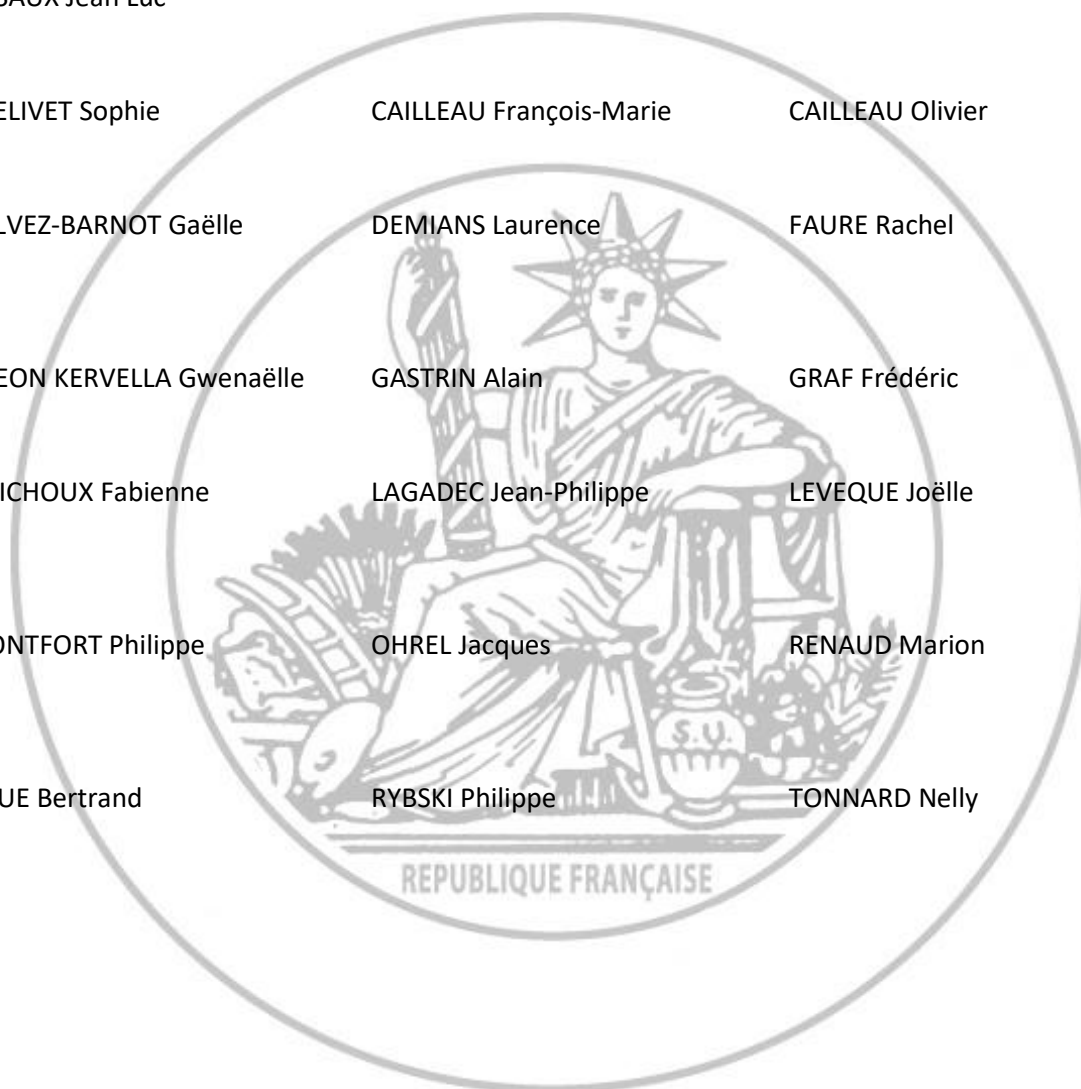 SAUX Jean Luc
ELIVET Sophie CAILLEAU François-Marie CAILLEAU Olivier
LVEZ-BARNOT Gaëlle DEMIANS Laurence FAURE Rachel
EON KERVELLA Gwenaëlle GASTRIN Alain GRAF Frédéric
ICHOUX Fabienne LAGADEC Jean-Philippe LEVEQUE Joëlle
ONTFORT Philippe OHREL Jacques RENAUD Marion
UE Bertrand RYBSKI Philippe TONNARD Nelly
S.U.
REPUBLIQUE FRANÇAISE